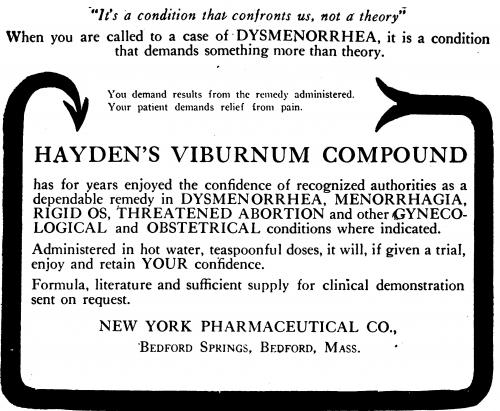 "It's a condition that confronts us, not a theory"
When you are called to a case of DYSMENORRHEA, it is a condition
that demands something more than theory.
You demand results from the remedy administered.
Your patient demands relief from pain.
HAYDEN'S VIBURNUM COMPOUND
has for years enjoyed the confidence of recognized authorities as a
dependable remedy in DYSMENORRHEA, MENORRHAGIA,
RIGID OS, THREATENED ABORTION and other GYNECO-
LOGICAL and OBSTETRICAL conditions where indicated.
Administered in hot water, teaspoonful doses, it will, if given a trial,
enjoy and retain YOUR confidence.
Formula, literature and sufficient supply for clinical demonstration
sent on request.
NEW YORK PHARMACEUTICAL CO.,
BEDFORD SPRINGS, BEDFORD, MASS.